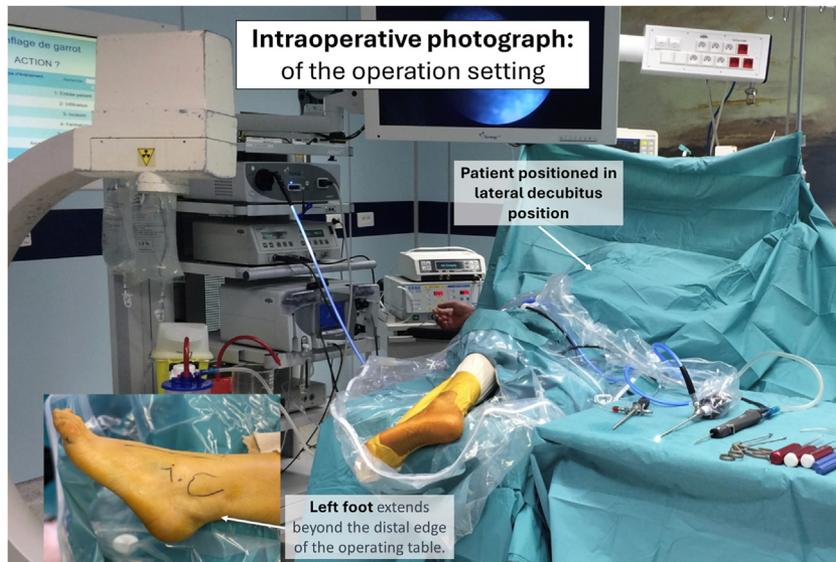 Intraoperative photograph:
of the operation setting
nflage de garrot
ACTION ?
Patient positioned in
lateral decubitus
position
Left foot extends
beyond the distal edge
of the operating table.